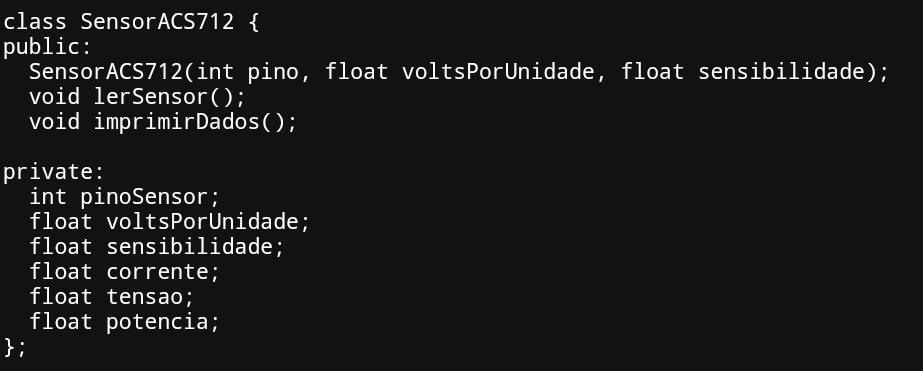 class SensorACS712 {
public:
  SensorACS712(int pino, float voltsPorUnidade, float sensibilidade);
  void lerSensor();
  void imprimirDados();

private:
  int pinoSensor;
  float voltsPorUnidade;
  float sensibilidade;
  float corrente;
  float tensao;
  float potencia;
};